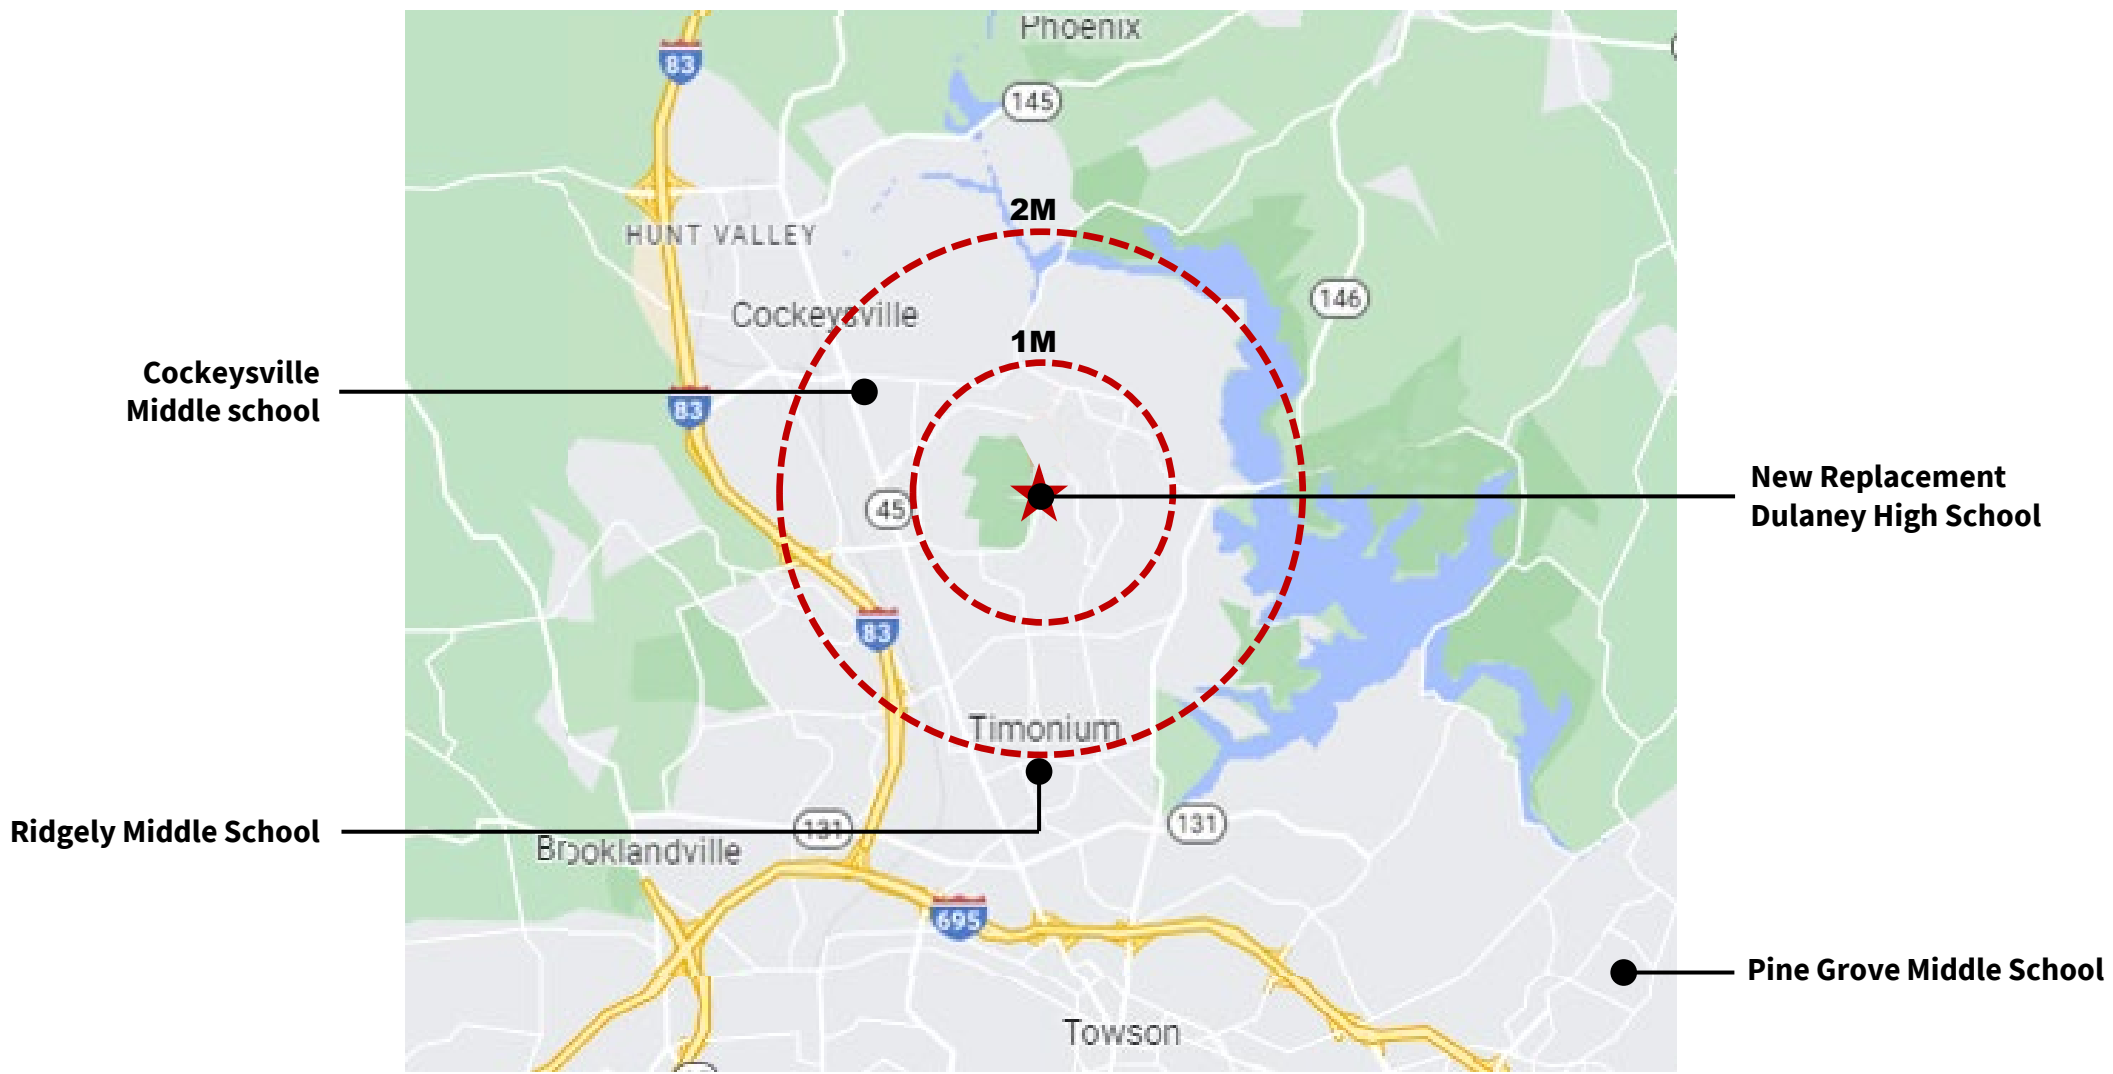 Phoenix
83
145
2M
HUNT VALLEY
146
Cockeysville
1M
Cockeysville
Middle school
83
New Replacement
Dulaney High School
45
83
Timonium
131
131
Ridgely Middle School
Brooklandville
695
Pine Grove Middle School
Towson